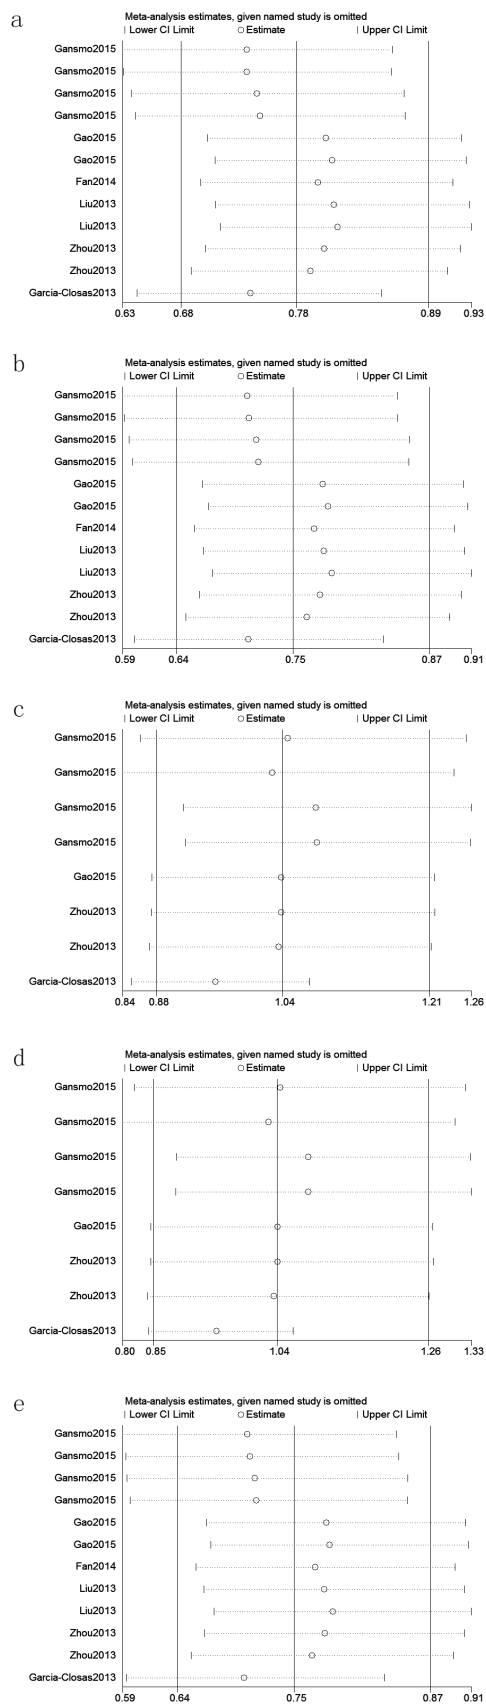 a
Meta-analysis estimates, given named study is omitted
Lower CI Limit Estimate Upper CI Limit
Gansmo2015
Gansmo2015
Gansmo2015
Gansmo2015
Gao2015
Gao2015
Fan2014
Liu2013
Liu2013
Zhou2013
Zhou2013
Garcia-Closas2013
0.63 0.68 0.78 0.89 0.93
b
Meta-analysis estimates, given named study is omitted
Lower CI Limit Estimate Upper CI Limit
Gansmo2015
Gansmo2015
Gansmo2015
Gansmo2015
Gao2015
Gao2015
Fan2014
Liu2013
Liu2013
Zhou2013
Zhou2013
Garcia-Closas2013
0.59 0.64 0.75 0.87 0.91
c
Meta-analysis estimates, given named study is omitted
Lower CI Limit Estimate Upper CI Limit
Gansmo2015
Gansmo2015
Gansmo2015
Gansmo2015
Gao2015
Zhou2013
Zhou2013
Garcia-Closas2013
0.84 0.88 1.04 1.21 1.26
d
Meta-analysis estimates, given named study is omitted
Lower CI Limit Estimate Upper CI Limit
Gansmo2015
Gansmo2015
Gansmo2015
Gansmo2015
Gao2015
Zhou2013
Zhou2013
Garcia-Closas2013
0.80 0.85 1.04 1.26 1.33
e
Meta-analysis estimates, given named study is omitted
Lower CI Limit Estimate Upper CI Limit
Gansmo2015
Gansmo2015
Gansmo2015
Gansmo2015
Gao2015
Gao2015
Fan2014
Liu2013
Liu2013
Zhou2013
Zhou2013
Garcia-Closas2013
0.59 0.64 0.75 0.87 0.91